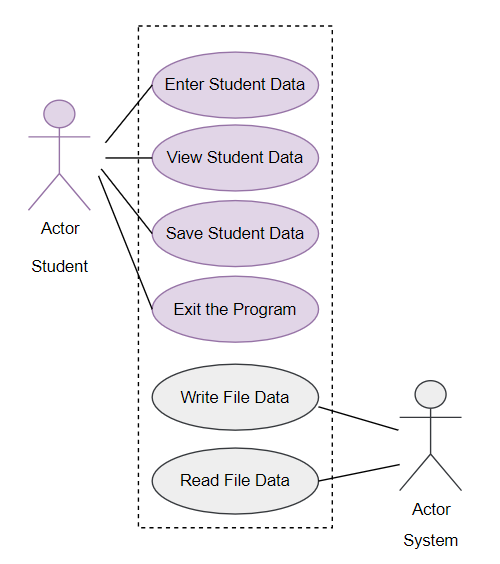 Enter Student Data
View Student Data
Actor
Save Student Data
Student
Exit the Program
Write File Data
Read File Data
Actor
System